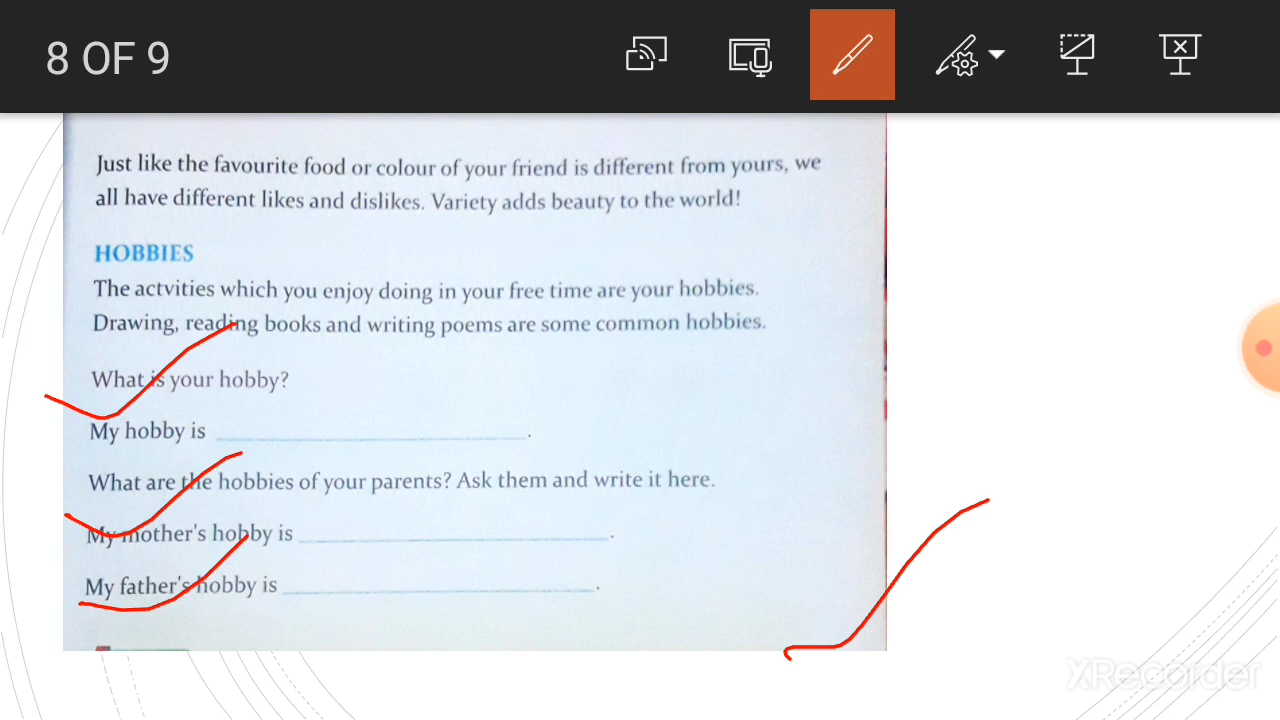 8 OF 9
Just like the favourite food or colour of your friend is different from yours, we
all have different likes and dislikes. Variety adds beauty to the world!
HOBBIES
The actvities which you enjoy doing in your free time are your hobbies.
Drawing, reading books and writing poems are some common hobbies.
What is your hobby?
My hobby is ____________________.
What are the hobbies of your parents? Ask them and write it here.
My mother's hobby is ____________________.
My father's hobby is ____________________.
XRecorder